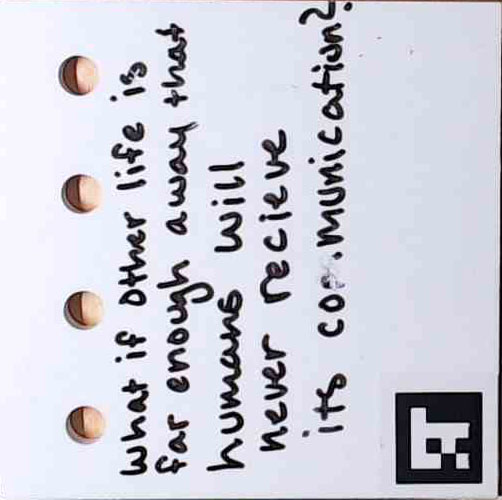 What if other life is
far enough away that
humans will
never recieve
its communication?